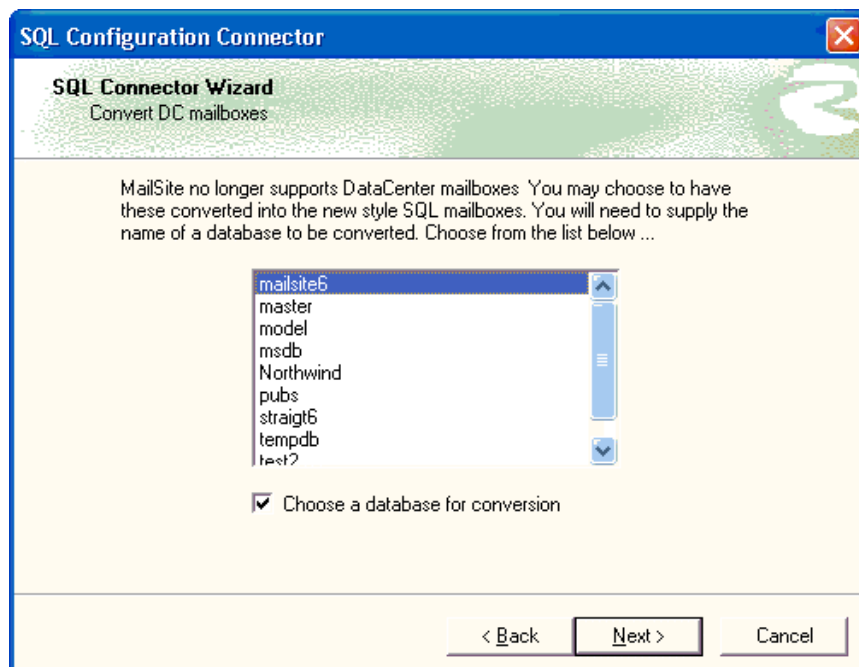 SQL Configuration Connector
SQL Connector Wizard
Convert DC mailboxes
MailSite no longer supports DataCenter mailboxes You may choose to have
these converted into the new style SQL mailboxes. You will need to supply the
name of a database to be converted. Choose from the list below ...
mailsite6
master
model
msdb
Northwind
pubs
straigt6
tempdb
test2
Choose a database for conversion
< Back
Next >
Cancel